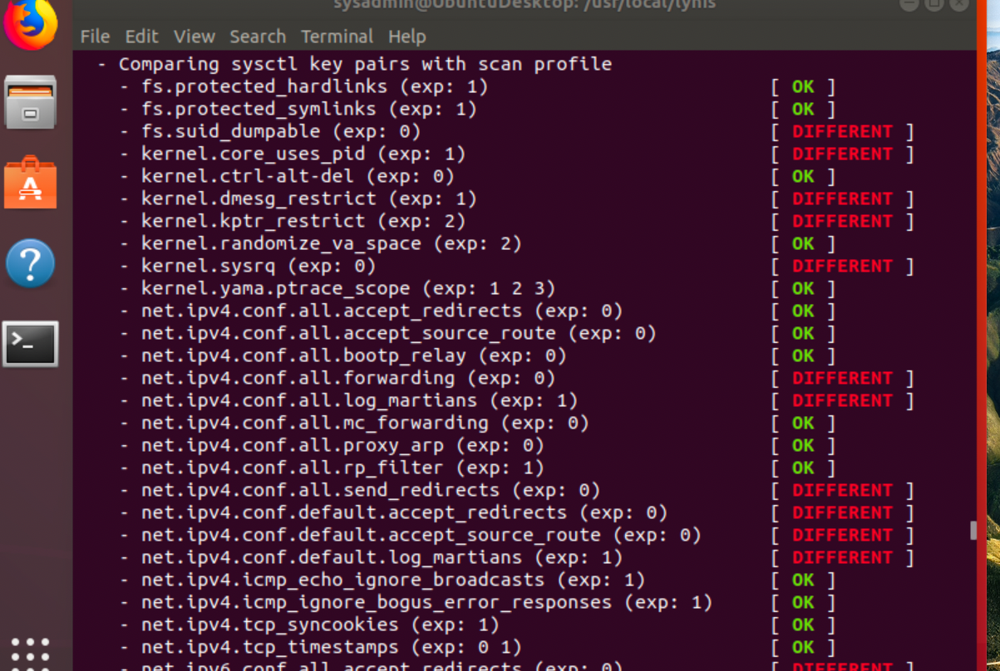 sysadmin@UbuntuDesktop: /usr/local/lynis
File Edit View Search Terminal Help
- Comparing sysctl key pairs with scan profile
- fs.protected_hardlinks (exp: 1) [ OK ]
- fs.protected_symlinks (exp: 1) [ OK ]
- fs.suid_dumpable (exp: 0) [ DIFFERENT ]
- kernel.core_uses_pid (exp: 1) [ DIFFERENT ]
- kernel.ctrl-alt-del (exp: 0) [ OK ]
- kernel.dmesg_restrict (exp: 1) [ DIFFERENT ]
- kernel.kptr_restrict (exp: 2) [ DIFFERENT ]
- kernel.randomize_va_space (exp: 2) [ OK ]
- kernel.sysrq (exp: 0) [ DIFFERENT ]
- kernel.yama.ptrace_scope (exp: 1 2 3) [ OK ]
- net.ipv4.conf.all.accept_redirects (exp: 0) [ OK ]
- net.ipv4.conf.all.accept_source_route (exp: 0) [ OK ]
- net.ipv4.conf.all.bootp_relay (exp: 0) [ OK ]
- net.ipv4.conf.all.forwarding (exp: 0) [ DIFFERENT ]
- net.ipv4.conf.all.log_martians (exp: 1) [ DIFFERENT ]
- net.ipv4.conf.all.mc_forwarding (exp: 0) [ OK ]
- net.ipv4.conf.all.proxy_arp (exp: 0) [ OK ]
- net.ipv4.conf.all.rp_filter (exp: 1) [ OK ]
- net.ipv4.conf.all.send_redirects (exp: 0) [ DIFFERENT ]
- net.ipv4.conf.default.accept_redirects (exp: 0) [ DIFFERENT ]
- net.ipv4.conf.default.accept_source_route (exp: 0) [ DIFFERENT ]
- net.ipv4.conf.default.log_martians (exp: 1) [ DIFFERENT ]
- net.ipv4.icmp_echo_ignore_broadcasts (exp: 1) [ OK ]
- net.ipv4.icmp_ignore_bogus_error_responses (exp: 1) [ OK ]
- net.ipv4.tcp_syncookies (exp: 1) [ OK ]
- net.ipv4.tcp_timestamps (exp: 0 1) [ OK ]
- net.ipv6.conf.all.accept_redirects (exp: 0) [ DIFFERENT ]